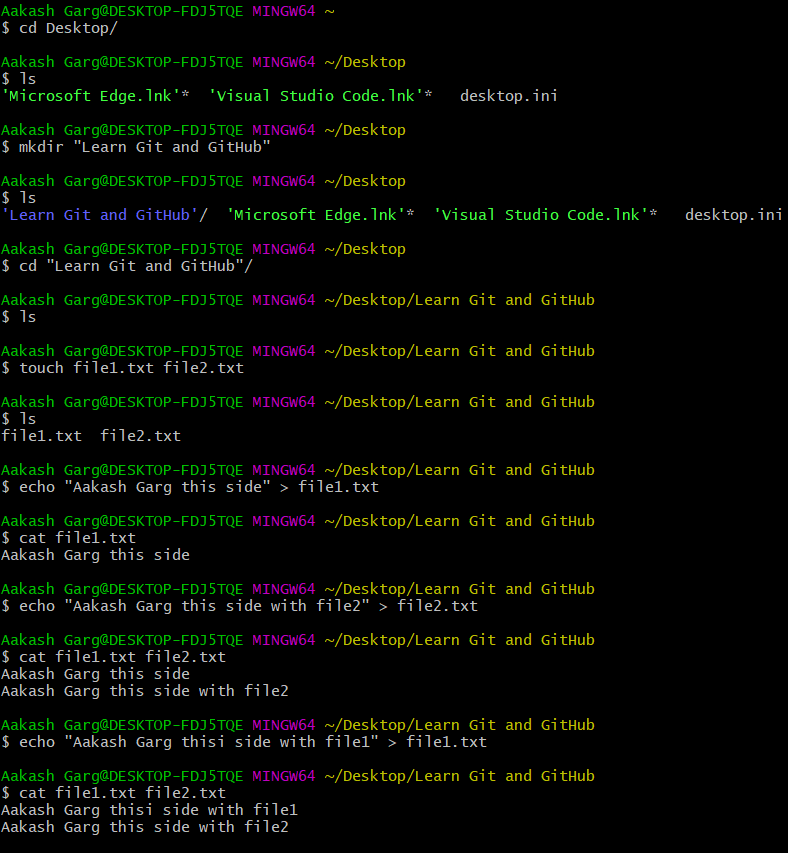 Aakash Garg@DESKTOP-FDJ5TQE MINGW64 ~
$ cd Desktop/
Aakash Garg@DESKTOP-FDJ5TQE MINGW64 ~/Desktop
$ ls
'Microsoft Edge.lnk'*  'Visual Studio Code.lnk'*   desktop.ini
Aakash Garg@DESKTOP-FDJ5TQE MINGW64 ~/Desktop
$ mkdir "Learn Git and GitHub"
Aakash Garg@DESKTOP-FDJ5TQE MINGW64 ~/Desktop
$ ls
'Learn Git and GitHub'/  'Microsoft Edge.lnk'*  'Visual Studio Code.lnk'*   desktop.ini
Aakash Garg@DESKTOP-FDJ5TQE MINGW64 ~/Desktop
$ cd "Learn Git and GitHub"/
Aakash Garg@DESKTOP-FDJ5TQE MINGW64 ~/Desktop/Learn Git and GitHub
$ ls
Aakash Garg@DESKTOP-FDJ5TQE MINGW64 ~/Desktop/Learn Git and GitHub
$ touch file1.txt file2.txt
Aakash Garg@DESKTOP-FDJ5TQE MINGW64 ~/Desktop/Learn Git and GitHub
$ ls
file1.txt  file2.txt
Aakash Garg@DESKTOP-FDJ5TQE MINGW64 ~/Desktop/Learn Git and GitHub
$ echo "Aakash Garg this side" > file1.txt
Aakash Garg@DESKTOP-FDJ5TQE MINGW64 ~/Desktop/Learn Git and GitHub
$ cat file1.txt
Aakash Garg this side
Aakash Garg@DESKTOP-FDJ5TQE MINGW64 ~/Desktop/Learn Git and GitHub
$ echo "Aakash Garg this side with file2" > file2.txt
Aakash Garg@DESKTOP-FDJ5TQE MINGW64 ~/Desktop/Learn Git and GitHub
$ cat file1.txt file2.txt
Aakash Garg this side
Aakash Garg this side with file2
Aakash Garg@DESKTOP-FDJ5TQE MINGW64 ~/Desktop/Learn Git and GitHub
$ echo "Aakash Garg thisi side with file1" > file1.txt
Aakash Garg@DESKTOP-FDJ5TQE MINGW64 ~/Desktop/Learn Git and GitHub
$ cat file1.txt file2.txt
Aakash Garg thisi side with file1
Aakash Garg this side with file2